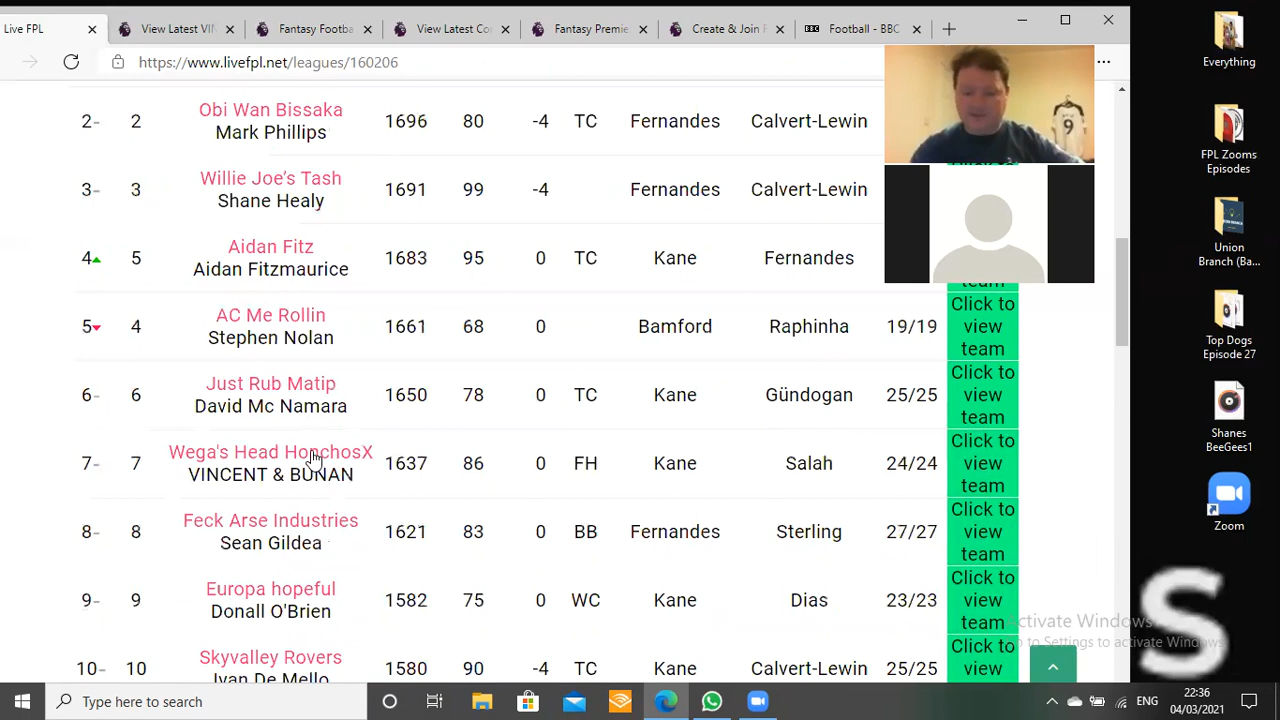 Live FPL
View Latest VIN
Fantasy Footba
View Latest Co
Fantasy Premie
Create & Join F
BBC Football - BBC
https://www.livefpl.net/leagues/160206
2 2 Obi Wan Bissaka 1696 80 -4 TC Fernandes Calvert-Lewin
Mark Phillips
3 3 Willie Joe's Tash 1691 99 -4 Fernandes Calvert-Lewin
Shane Healy
4 5 Aidan Fitz 1683 95 0 TC Kane Fernandes
Aidan Fitzmaurice
team
5 4 AC Me Rollin 1661 68 0 Bamford Raphinha 19/19 Click to view team
Stephen Nolan
6 6 Just Rub Matip 1650 78 0 TC Kane Gündogan 25/25 Click to view team
David Mc Namara
7 7 Wega's Head HonchosX 1637 86 0 FH Kane Salah 24/24 Click to view team
VINCENT & BUNAN
8 8 Feck Arse Industries 1621 83 0 BB Fernandes Sterling 27/27 Click to view team
Sean Gildea
9 9 Europa hopeful 1582 75 0 WC Kane Dias 23/23 Click to view team
Donall O'Brien
10 10 Skyvalley Rovers 1580 90 -4 TC Kane Calvert-Lewin 25/25 Click to view
Ivan De Mello
9
Everything
FPL Zooms
Episodes
Union
Branch (Ba...
Top Dogs
Episode 27
Shanes
BeeGees1
Zoom
Activate Windows
Go to Settings to activate Windows.
S
Type here to search
ENG
22:36
04/03/2021